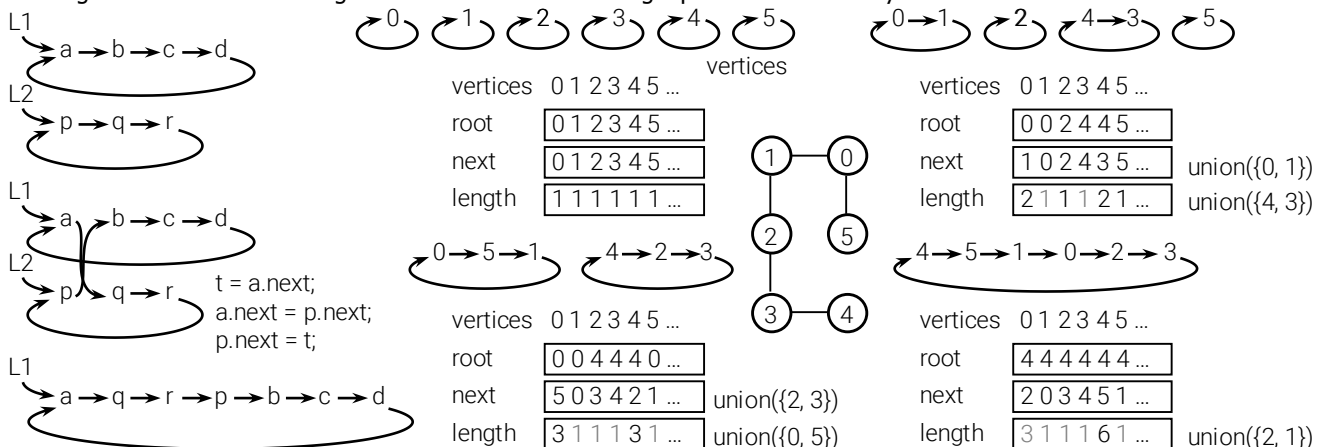 L1
a b c d
L2
p q r
L1
a b c d
L2
p q r
t = a.next;
a.next = p.next;
p.next = t;
L1
a q r p b c d
0 1 2 3 4 5
vertices
vertices 0 1 2 3 4 5 ...
root 0 1 2 3 4 5 ...
next 0 1 2 3 4 5 ...
length 1 1 1 1 1 1 ...
0 1 2 4 3 5
vertices 0 1 2 3 4 5 ...
root 0 0 2 4 4 5 ...
next 1 0 2 4 3 5 ... union({0, 1})
length 2 1 1 1 2 1 ... union({4, 3})
1 0
2 5
3 4
0 5 1 4 2 3
vertices 0 1 2 3 4 5 ...
root 0 0 4 4 4 0 ...
next 5 0 3 4 2 1 ... union({2, 3})
length 3 1 1 1 3 1 ... union({0, 5})
4 5 1 0 2 3
vertices 0 1 2 3 4 5 ...
root 4 4 4 4 4 4 ...
next 2 0 3 4 5 1 ...
length 3 1 1 1 6 1 ... union({2, 1})